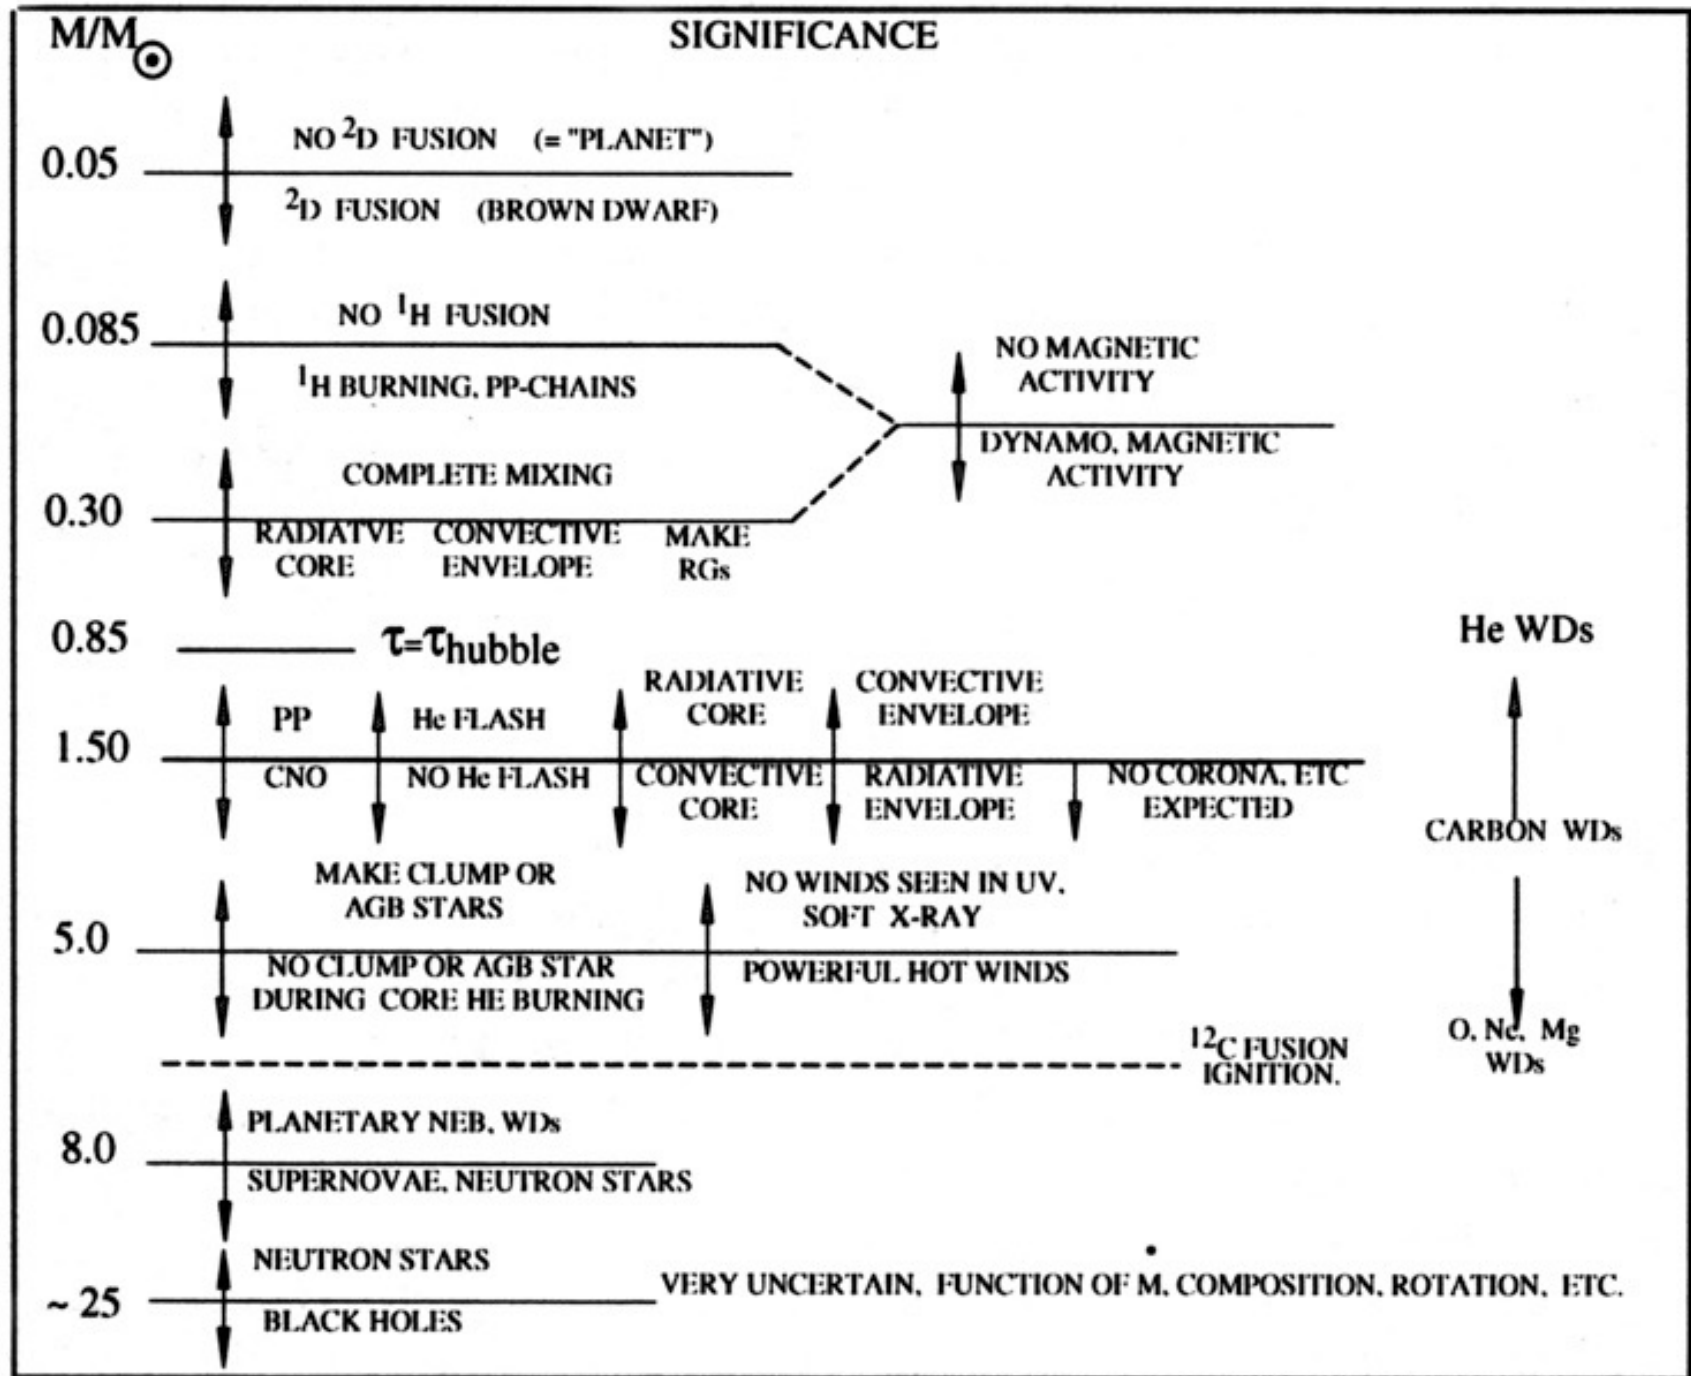 M/M☉
SIGNIFICANCE
NO ²D FUSION (= "PLANET")
0.05
²D FUSION (BROWN DWARF)
NO ¹H FUSION
0.085
¹H BURNING, PP-CHAINS
NO MAGNETIC
ACTIVITY
DYNAMO, MAGNETIC
ACTIVITY
COMPLETE MIXING
0.30
RADIATVE CORE
CONVECTIVE ENVELOPE
MAKE RGs
0.85
τ=τhubble
He WDs
PP
He FLASH
RADIATIVE
CORE
CONVECTIVE
ENVELOPE
1.50
CNO
NO He FLASH
CONVECTIVE
CORE
RADIATIVE
ENVELOPE
NO CORONA, ETC
EXPECTED
CARBON WDs
MAKE CLUMP OR
AGB STARS
NO WINDS SEEN IN UV,
SOFT X-RAY
5.0
NO CLUMP OR AGB STAR
DURING CORE HE BURNING
POWERFUL HOT WINDS
¹²C FUSION
IGNITION.
O, Ne, Mg
WDs
PLANETARY NEB, WDs
8.0
SUPERNOVAE, NEUTRON STARS
NEUTRON STARS
~ 25
VERY UNCERTAIN, FUNCTION OF Ṁ, COMPOSITION, ROTATION, ETC.
BLACK HOLES